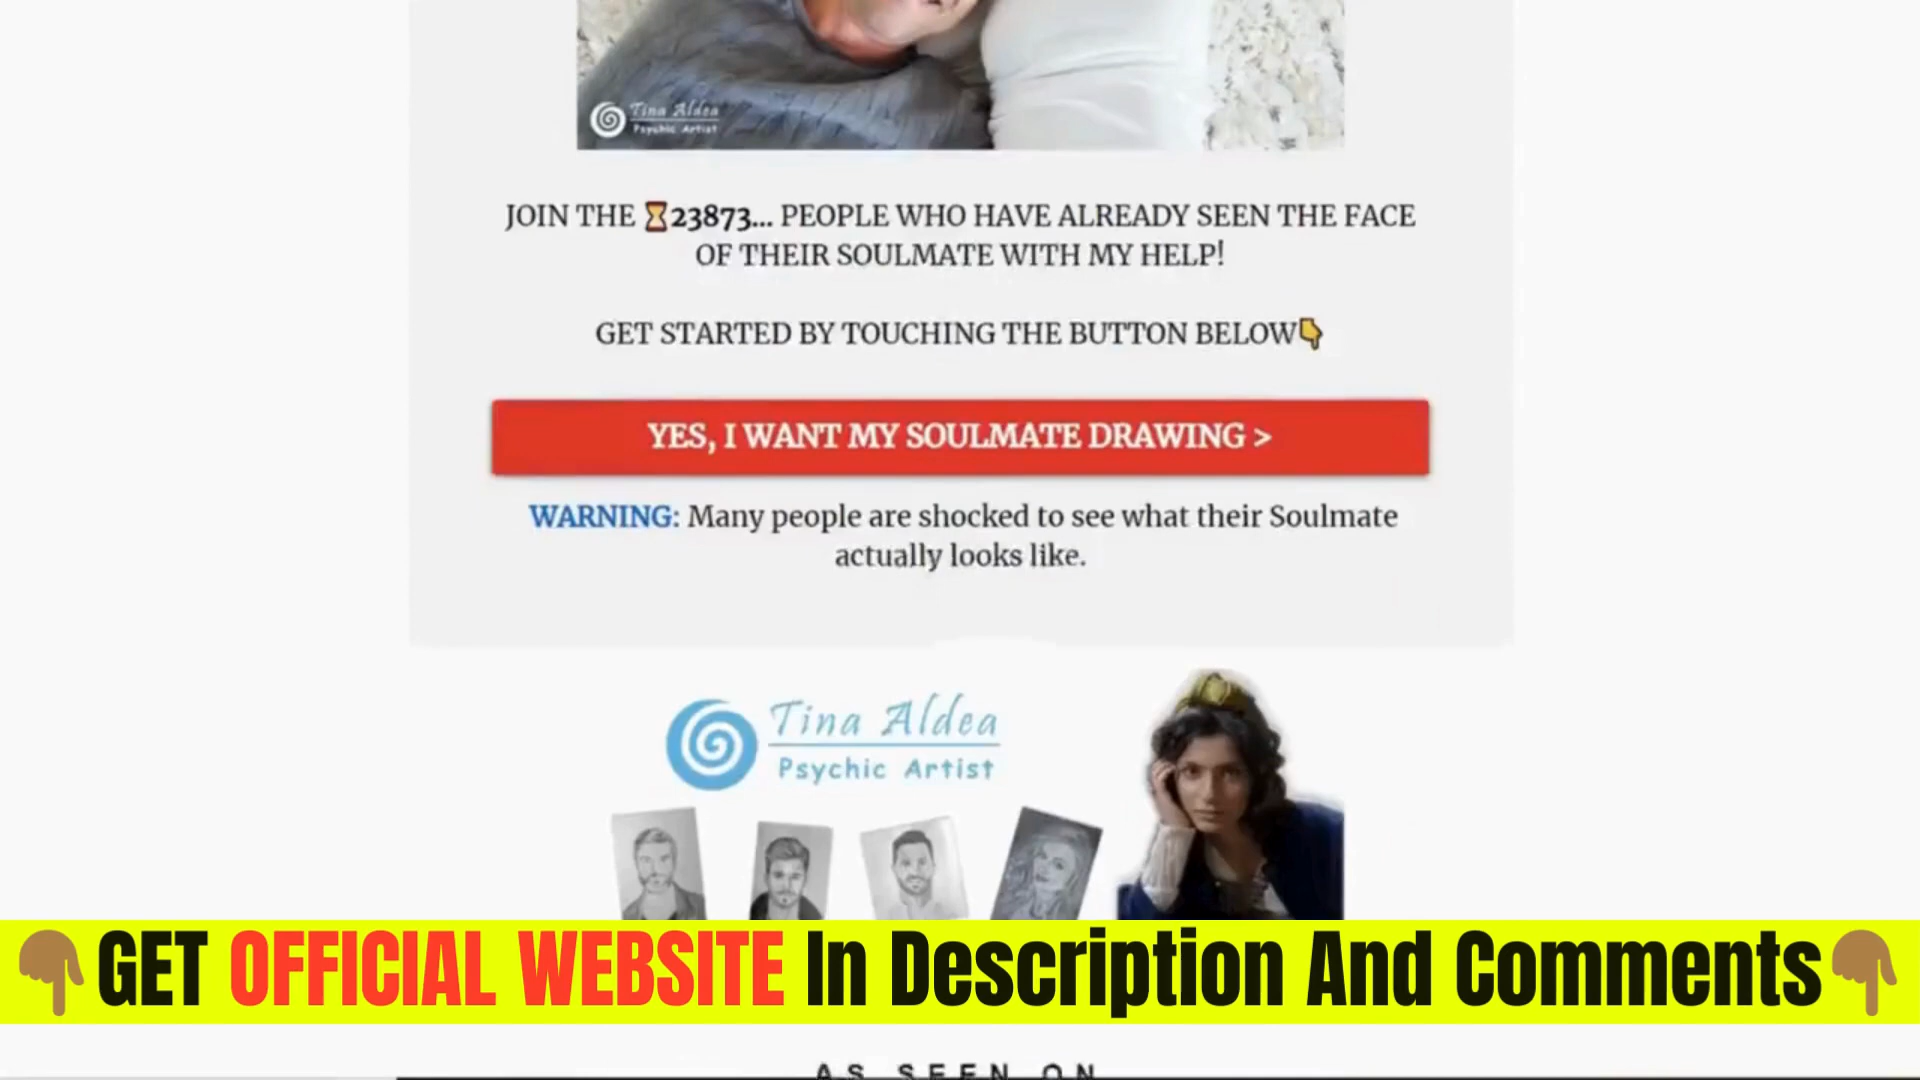 Tina Aldea
Psychic Artist
JOIN THE ⌛23873... PEOPLE WHO HAVE ALREADY SEEN THE FACE
OF THEIR SOULMATE WITH MY HELP!
GET STARTED BY TOUCHING THE BUTTON BELOW👇
YES, I WANT MY SOULMATE DRAWING >
WARNING: Many people are shocked to see what their Soulmate
actually looks like.
Tina Aldea
Psychic Artist
👇🏽GET OFFICIAL WEBSITE In Description And Comments👇🏽
AS SEEN ON